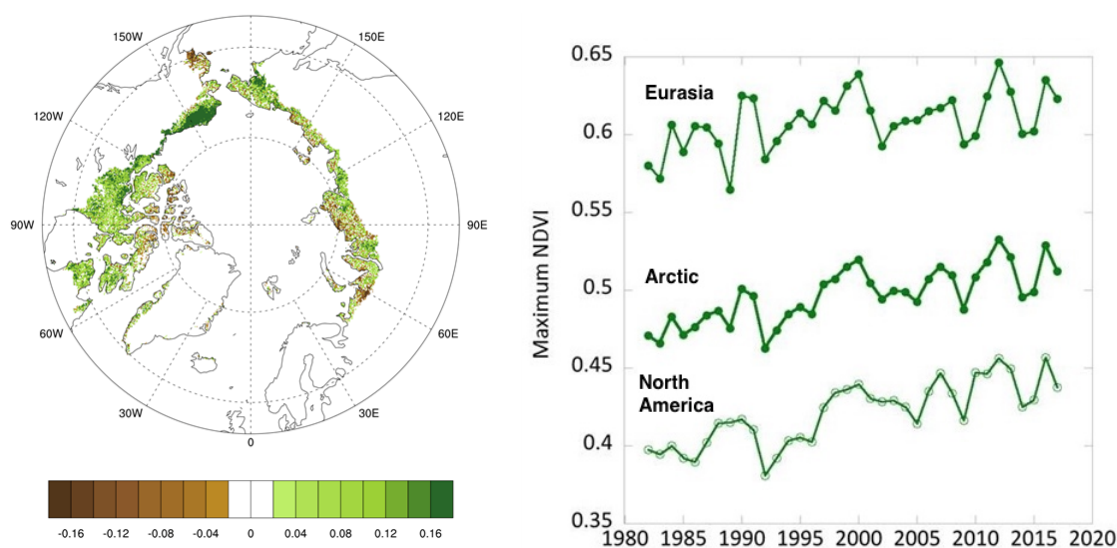 150W
150E
120W
120E
90W
90E
60W
60E
30W
30E
0
-0.16
-0.12
-0.08
-0.04
0
0.04
0.08
0.12
0.16
Maximum NDVI
0.65
0.6
0.55
0.5
0.45
0.4
0.35
Eurasia
Arctic
North
America
1980 1985 1990 1995 2000 2005 2010 2015 2020